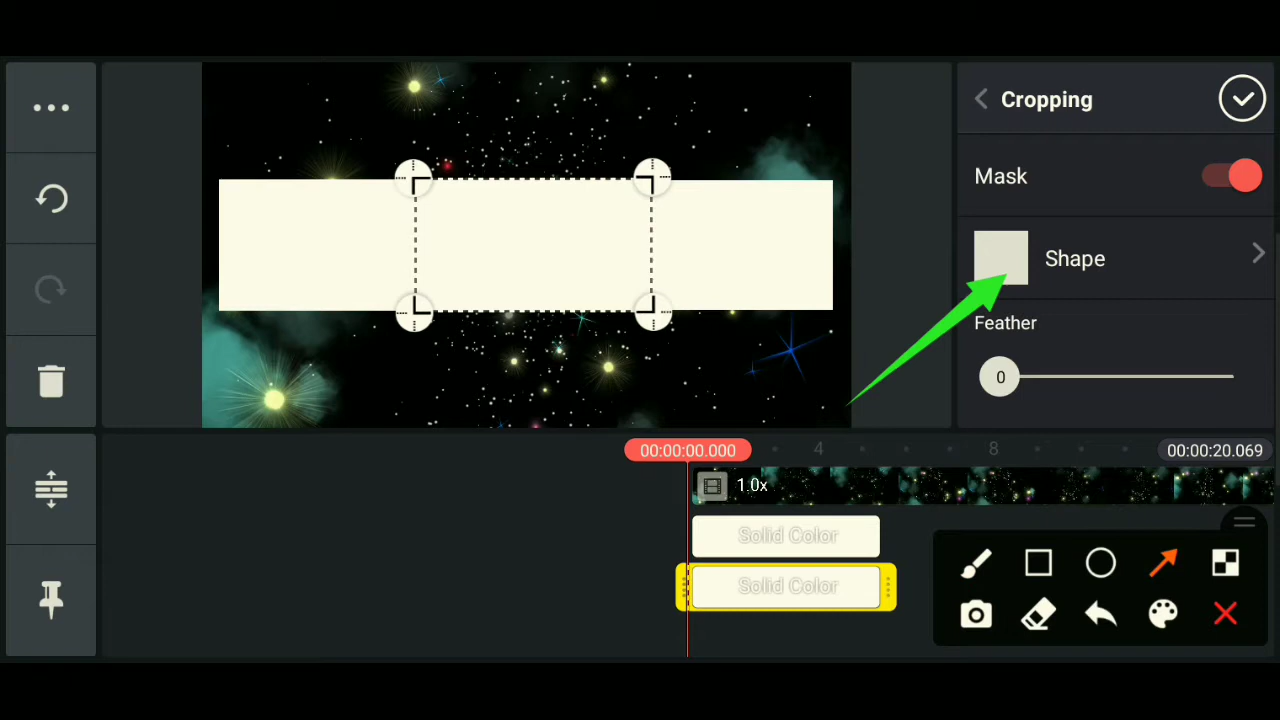 Cropping
Mask
Shape
Feather
0
00:00:00.000
4
8
00:00:20.069
1.0x
Solid Color
Solid Color